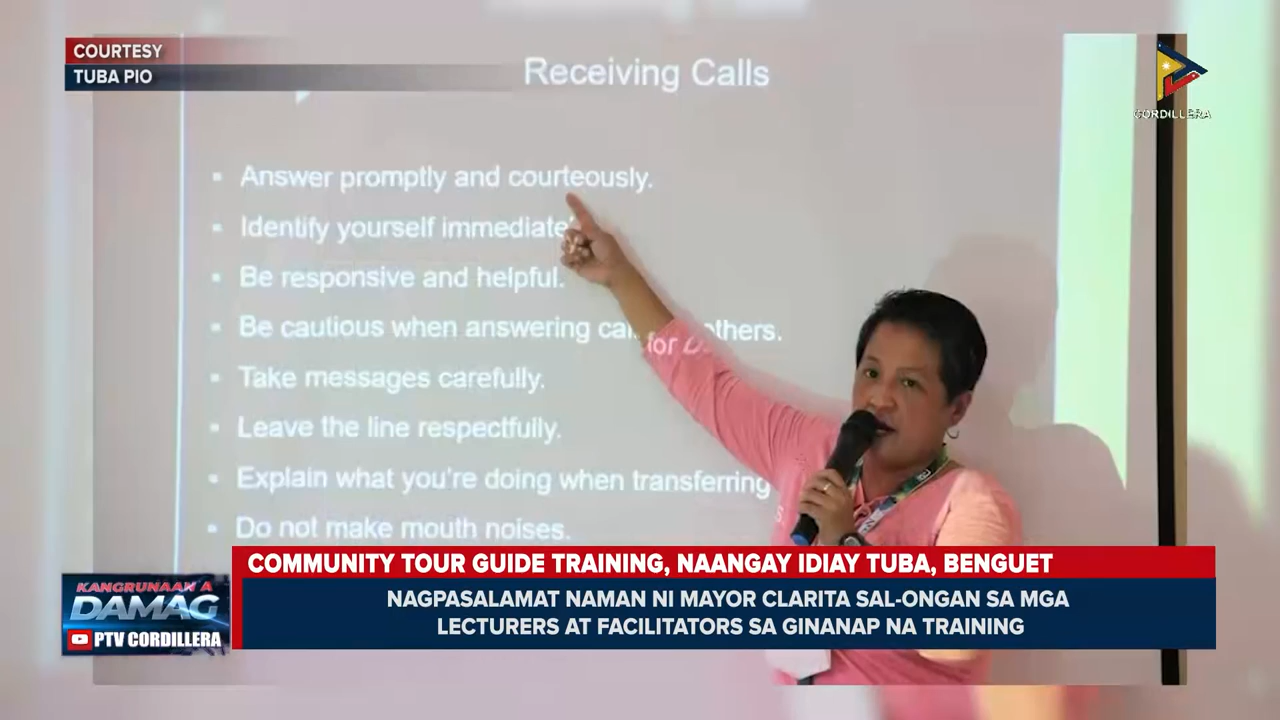 COURTESY
TUBA PIO
CORDILLERA
Receiving Calls
▪ Answer promptly and courteously.
▪ Identify yourself
▪ Be responsive and helpful.
▪ Be cautious when answering for others.
▪ Take messages carefully.
▪ Leave the line respectfully.
▪ Explain what you're doing when transferring
▪ Do not make mouth noises.
COMMUNITY TOUR GUIDE TRAINING, NAANGAY IDIAY TUBA, BENGUET
NAGPASALAMAT NAMAN NI MAYOR CLARITA SAL-ONGAN SA MGA
LECTURERS AT FACILITATORS SA GINANAP NA TRAINING
KANGRUNAAN A
DAMAG
PTV CORDILLERA